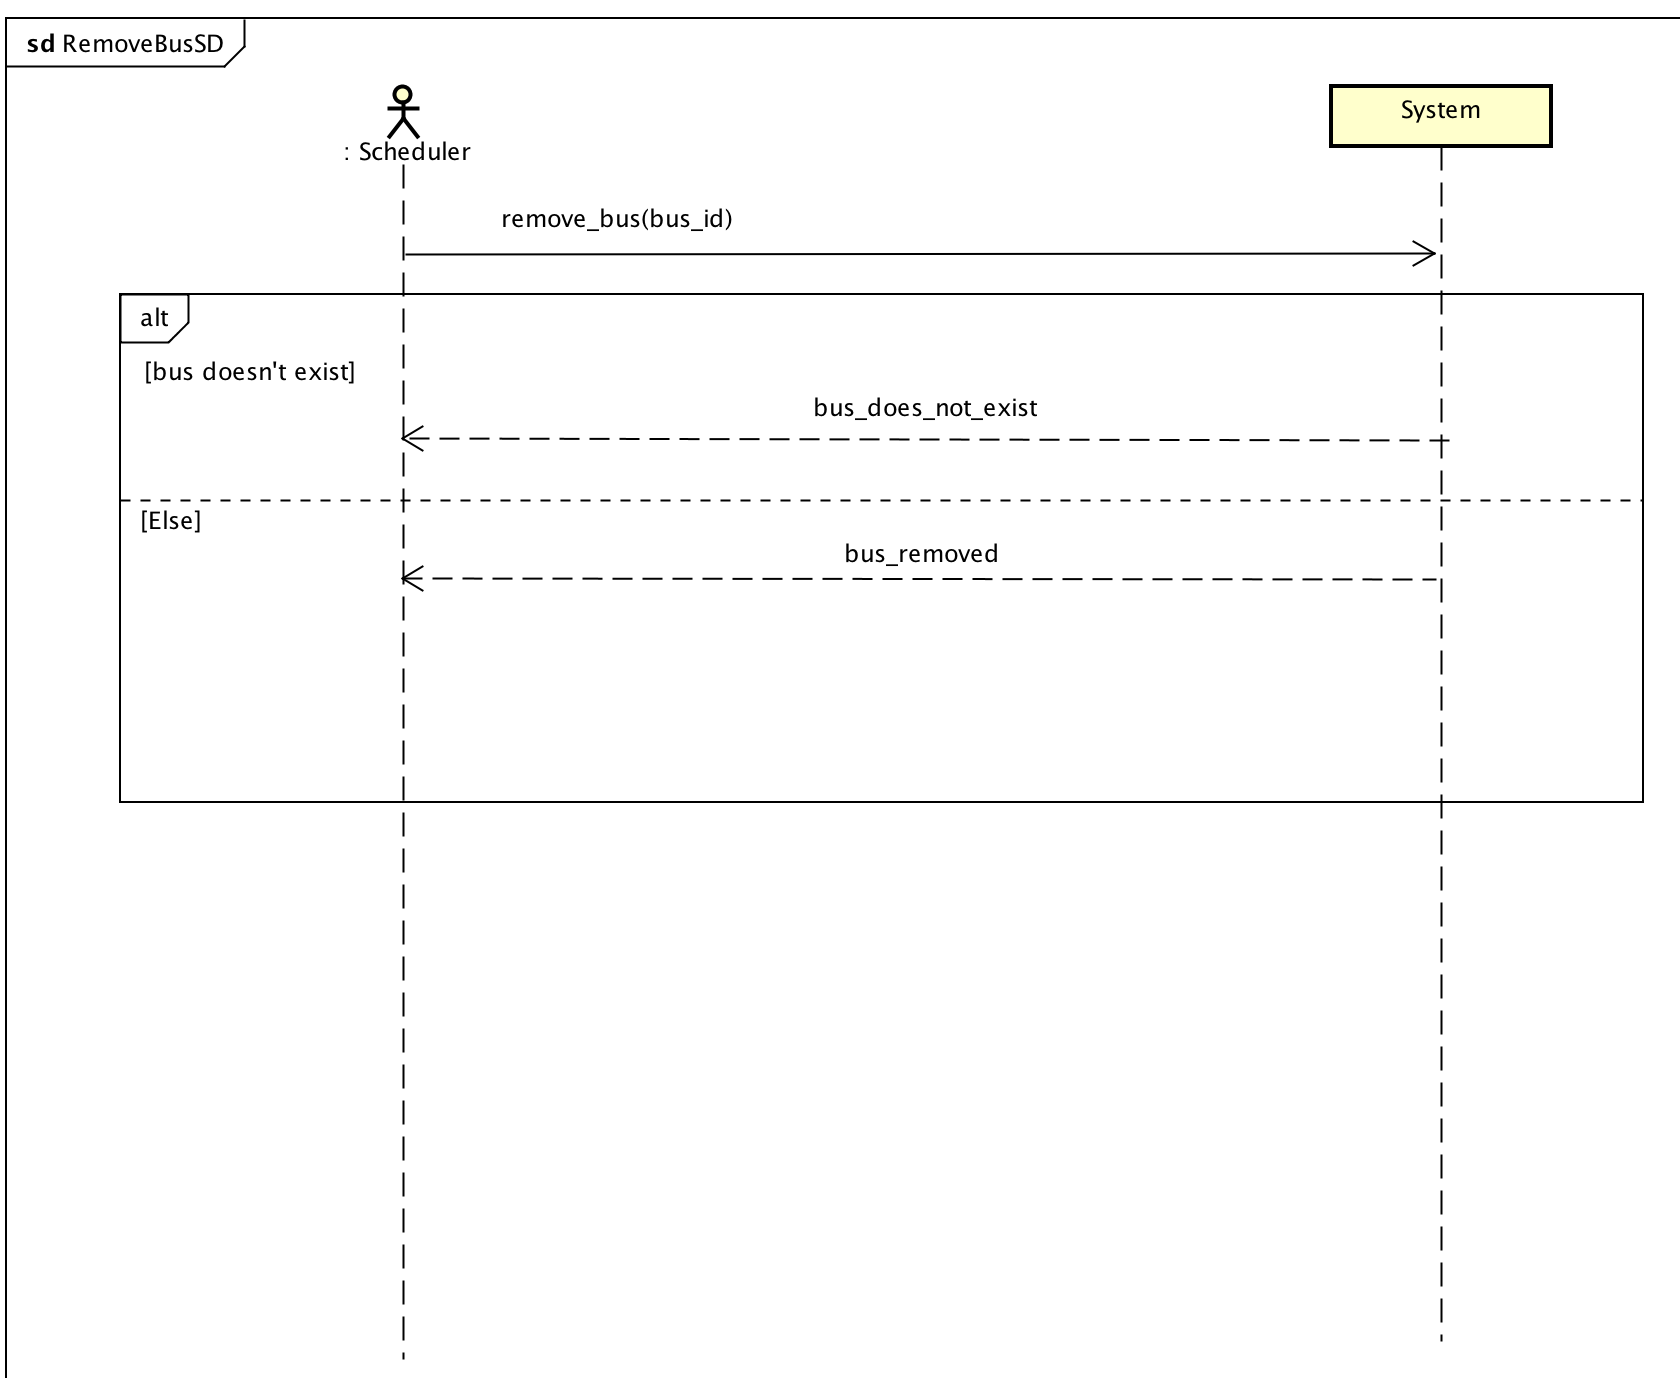 sd RemoveBusSD
: Scheduler
System
remove_bus(bus_id)
alt
[bus doesn't exist]
bus_does_not_exist
[Else]
bus_removed